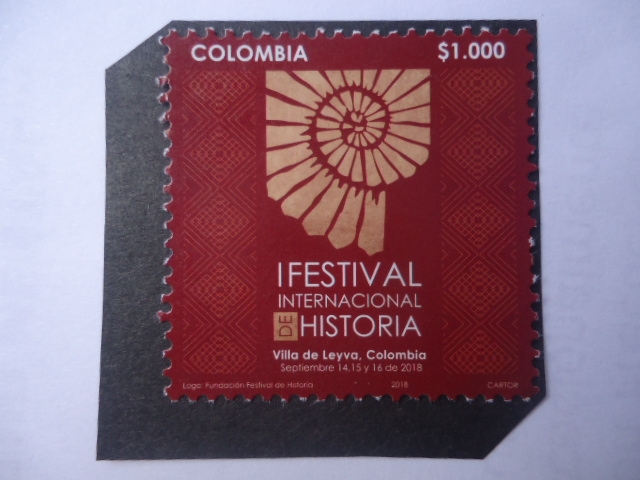 COLOMBIA $1.000
I FESTIVAL
INTERNACIONAL
DE HISTORIA
Villa de Leyva, Colombia
Septiembre 14,15 y 16 de 2018
Logo: Fundación Festival de Historia 2018 CARTOR